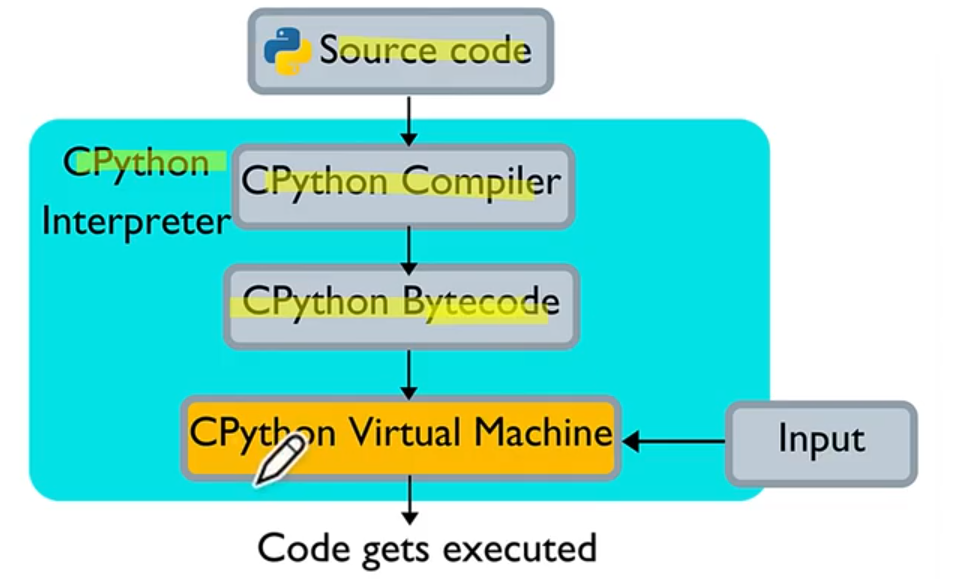 Source code
CPython
Interpreter
CPython Compiler
CPython Bytecode
CPython Virtual Machine
Input
Code gets executed